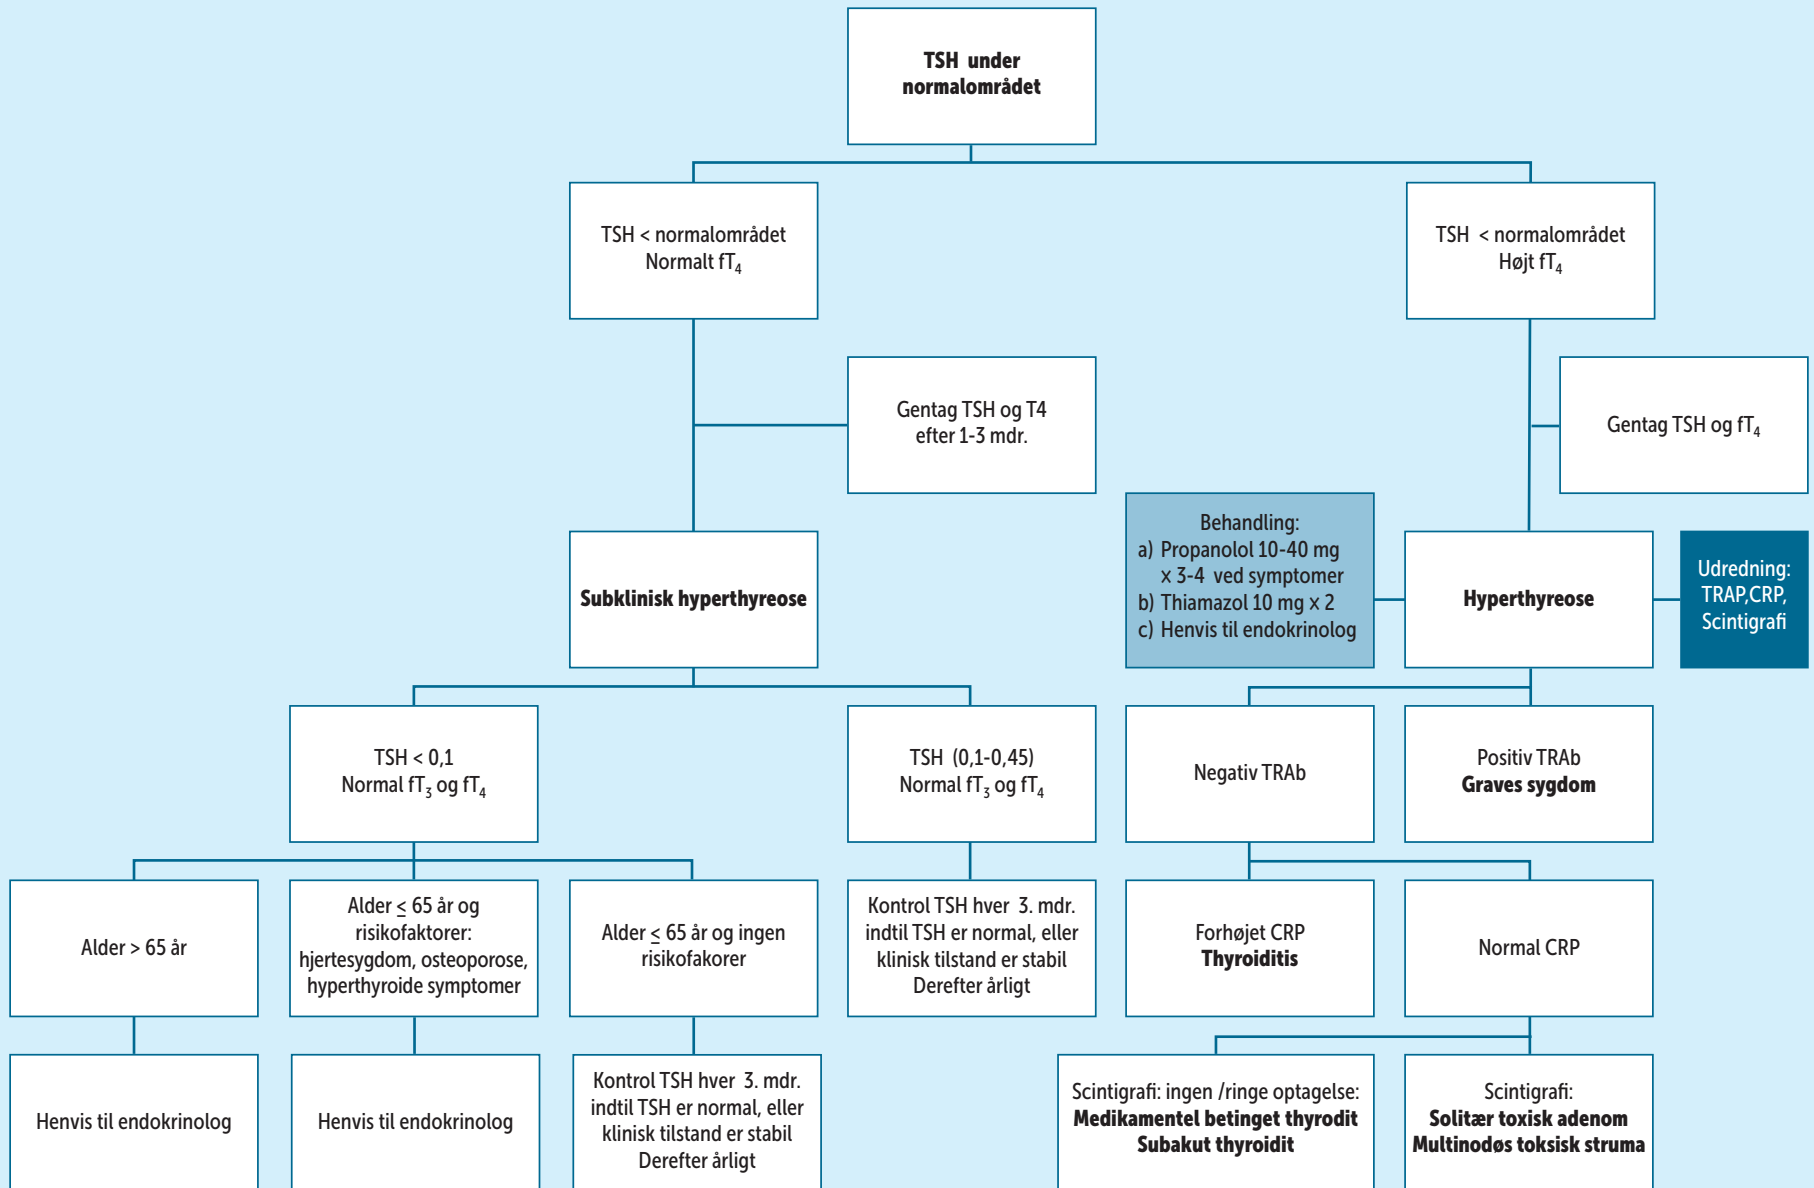 TSH under
normalområdet
TSH < normalområdet
Normalt fT₄
TSH < normalområdet
Højt fT₄
Gentag TSH og T4
efter 1-3 mdr.
Gentag TSH og fT₄
Subklinisk hyperthyreose
Behandling:
a) Propanolol 10-40 mg
x 3-4 ved symptomer
b) Thiamazol 10 mg x 2
c) Henvis til endokrinolog
Hyperthyreose
Udredning:
TRAP,CRP,
Scintigrafi
TSH < 0,1
Normal fT₃ og fT₄
TSH (0,1-0,45)
Normal fT₃ og fT₄
Negativ TRAb
Positiv TRAb
Graves sygdom
Alder > 65 år
Alder ≤ 65 år og
risikofaktorer:
hjertesygdom, osteoporose,
hyperthyroide symptomer
Alder ≤ 65 år og ingen
risikofakorer
Kontrol TSH hver 3. mdr.
indtil TSH er normal, eller
klinisk tilstand er stabil
Derefter årligt
Forhøjet CRP
Thyroiditis
Normal CRP
Henvis til endokrinolog
Henvis til endokrinolog
Kontrol TSH hver 3. mdr.
indtil TSH er normal, eller
klinisk tilstand er stabil
Derefter årligt
Scintigrafi: ingen /ringe optagelse:
Medikamentel betinget thyrodit
Subakut thyroidit
Scintigrafi:
Solitær toxisk adenom
Multinodøs toksisk struma